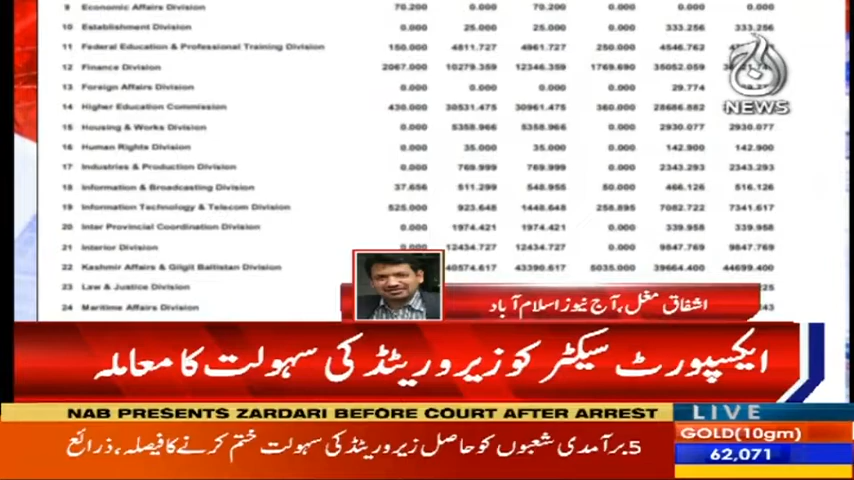 9 Economic Affairs Division 70.200 0.000 70.200 0.000 0.000 0.000
10 Establishment Division 0.000 25.000 25.000 0.000 333.256 333.256
11 Federal Education & Professional Training Division 150.000 4811.727 4961.727 250.000 4546.762
12 Finance Division 2067.000 10279.359 12346.359 1769.690 35052.059
13 Foreign Affairs Division 0.000 0.000 0.000 0.000 29.774
14 Higher Education Commission 430.000 30531.475 30961.475 360.000 28686.882
NEWS
15 Housing & Works Division 0.000 5358.966 5358.966 0.000 2930.077 2930.077
16 Human Rights Division 0.000 35.000 35.000 0.000 142.900 142.900
17 Industries & Production Division 0.000 769.999 769.999 0.000 2343.293 2343.293
18 Information & Broadcasting Division 37.656 511.299 548.955 50.000 466.126 516.126
19 Information Technology & Telecom Division 525.000 923.648 1448.648 258.895 7082.722 7341.617
20 Inter Provincial Coordination Division 0.000 1974.421 1974.421 0.000 339.958 339.958
21 Interior Division 0.000 12434.727 12434.727 0.000 9847.769 9847.769
22 Kashmir Affairs & Gilgit Baltistan Division 40574.617 43390.617 5035.000 39664.400 44699.400
23 Law & Justice Division
24 Maritime Affairs Division
اشفاق مغل، آج نیوز اسلام آباد
ایکسپورٹ سیکٹر کو زیرو ریٹڈ کی سہولت کا معاملہ
NAB PRESENTS ZARDARI BEFORE COURT AFTER ARREST
LIVE
5 برآمدی شعبوں کو حاصل زیرو ریٹڈ کی سہولت ختم کرنے کا فیصلہ، ذرائع
GOLD(10gm)
62,071